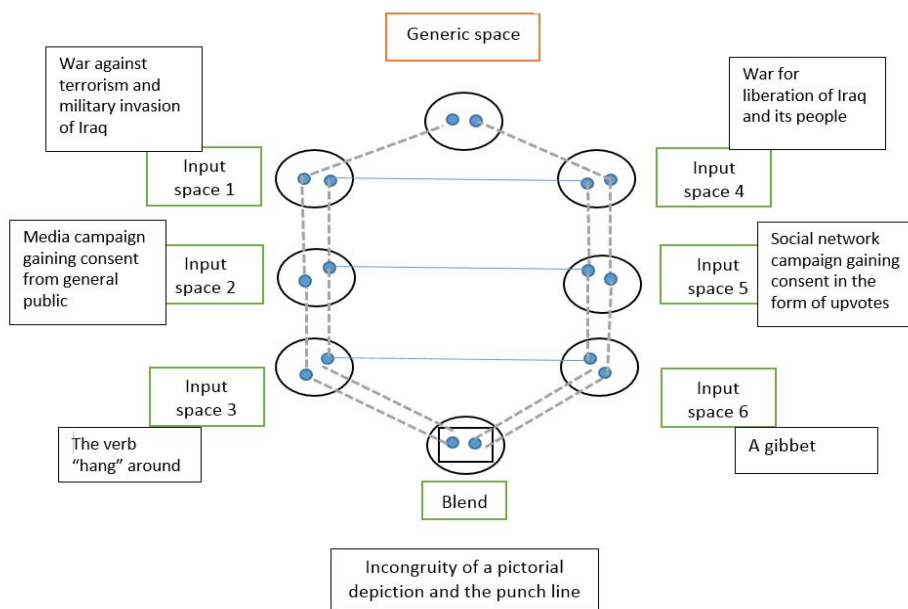 Generic space
War against
terrorism and
military invasion
of Iraq
War for
liberation of Iraq
and its people
Input
space 1
Input
space 4
Media campaign
gaining consent
from general
public
Input
space 2
Input
space 5
Social network
campaign gaining
consent in the
form of upvotes
Input
space 3
Input
space 6
The verb
“hang” around
A gibbet
Blend
Incongruity of a pictorial
depiction and the punch line